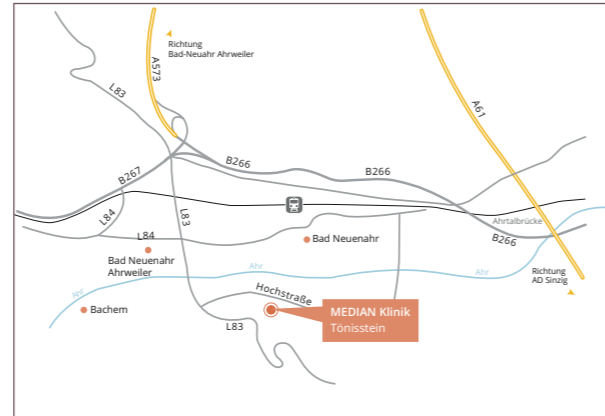 Richtung
Bad-Neuahr Ahrweiler
A573
L83
A61
B267
B266
B266
L84
L83
Ahrtalbrücke
B266
L84
Bad Neuenahr
Bad Neuenahr
Ahrweiler
Ahr
Ahr
Richtung
AD Sinzig
Ahr
Hochstraße
Bachem
MEDIAN Klinik
Tönisstein
L83